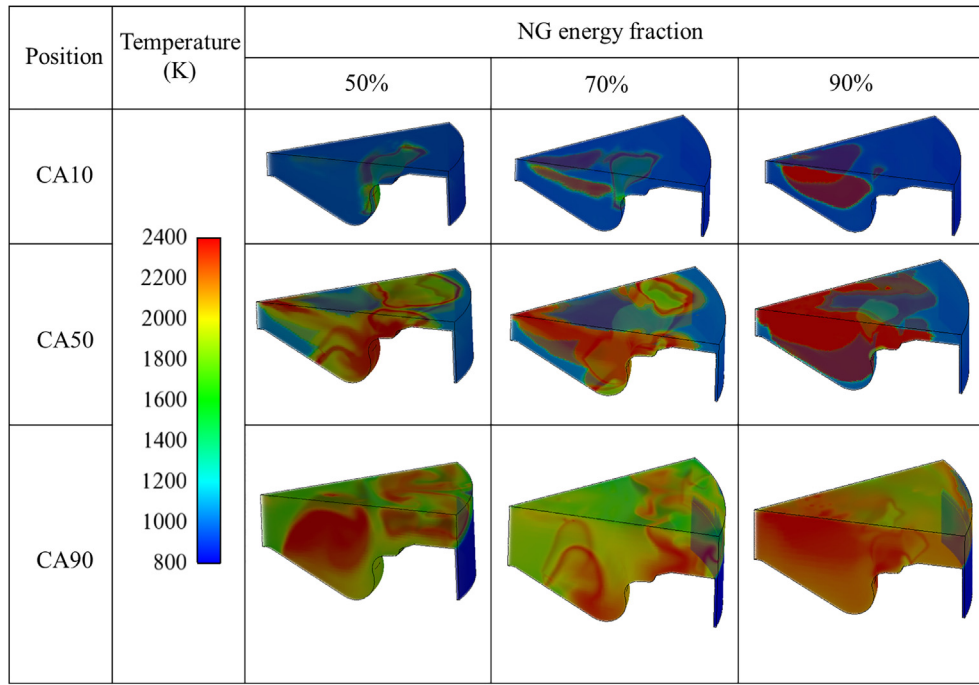 Position
Temperature
(K)
NG energy fraction
50%
70%
90%
CA10
CA50
CA90
2400
2200
2000
1800
1600
1400
1200
1000
800